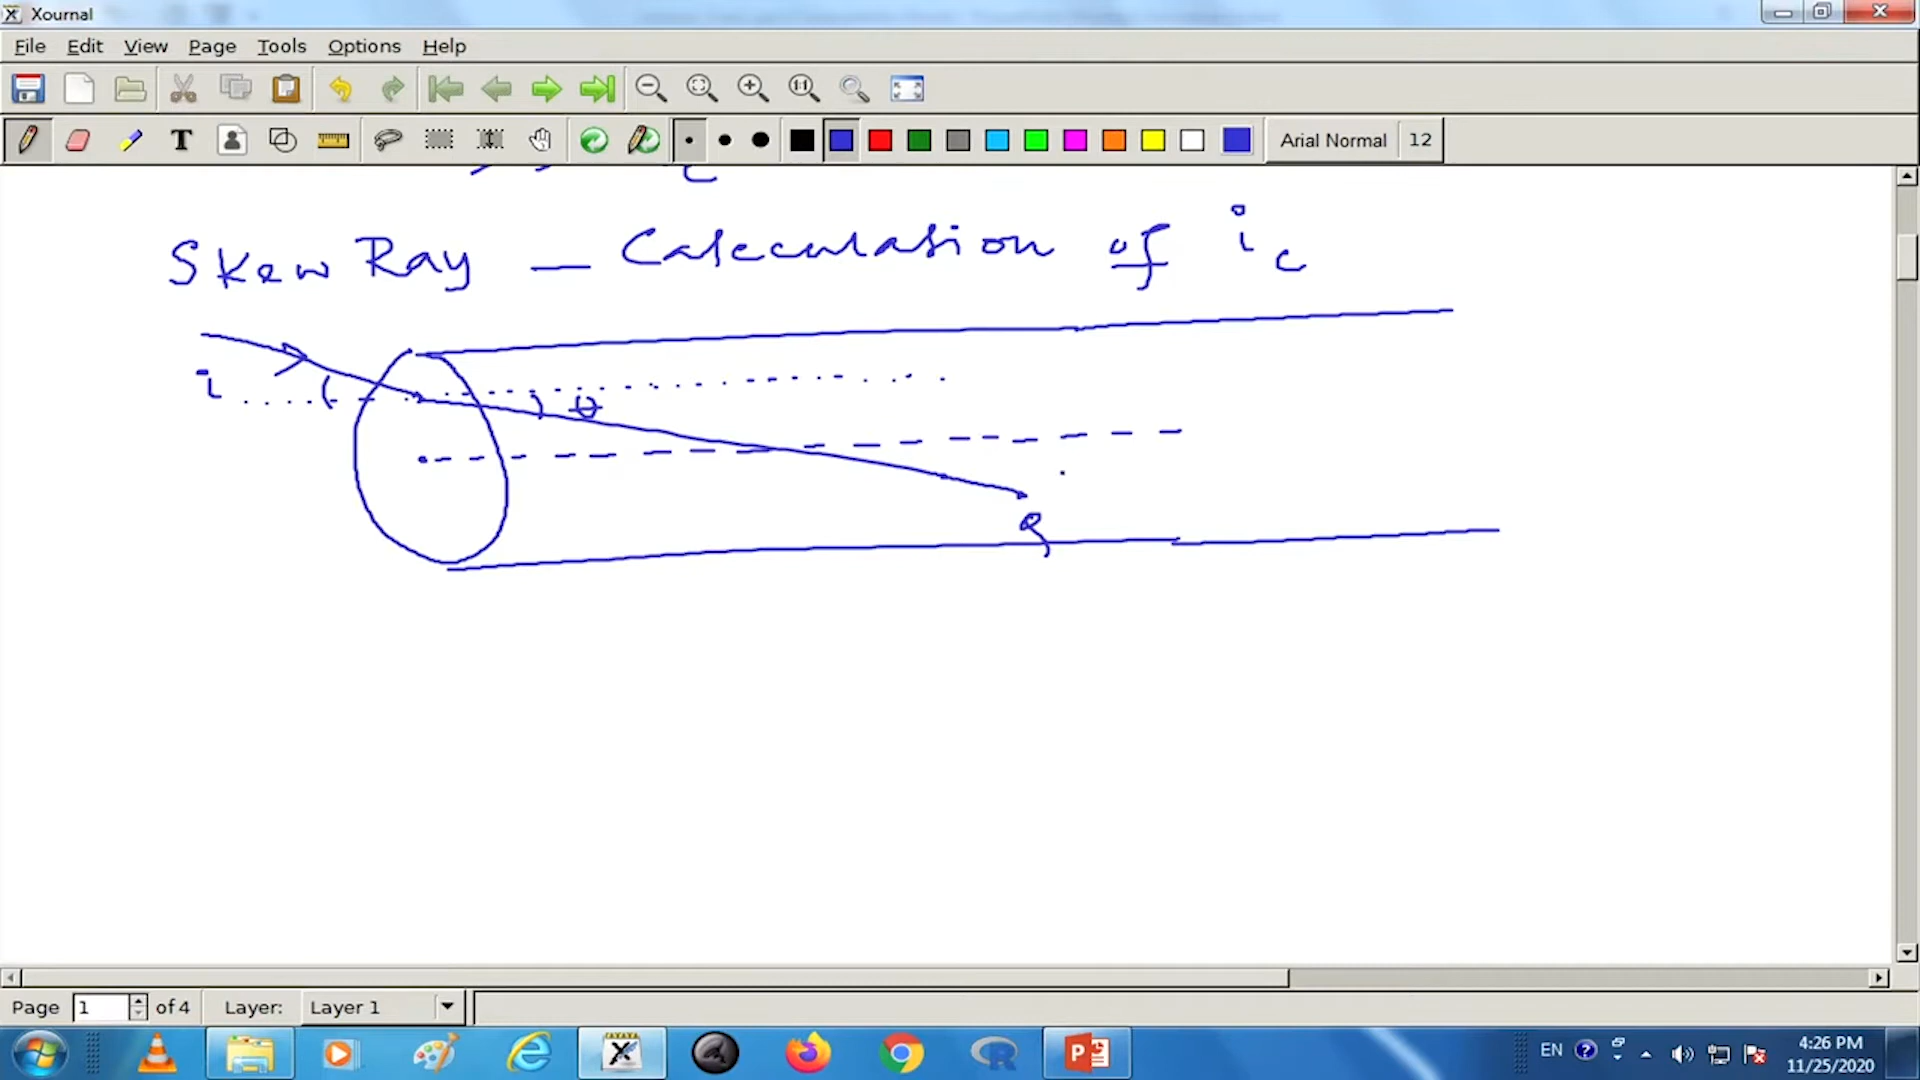 Xournal
File Edit View Page Tools Options Help
T Arial Normal 12
Skew Ray — Calculation of i c
i
θ
Q
Page 1 of 4 Layer: Layer 1
EN 4:26 PM
11/25/2020